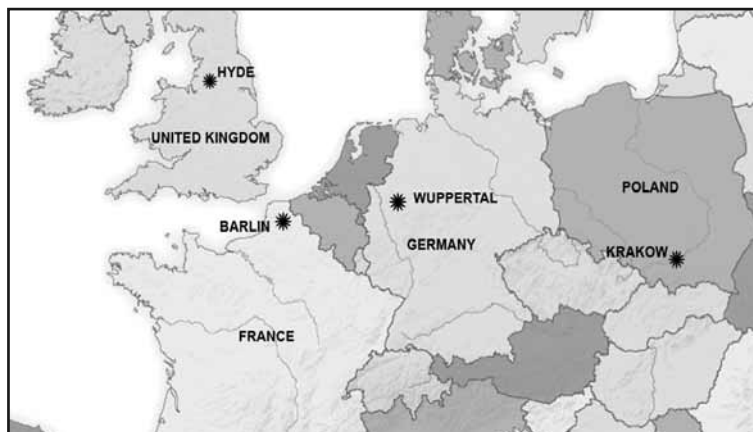 HYDE
UNITED KINGDOM
POLAND
WUPPERTAL
BARLIN
GERMANY
KRAKOW
FRANCE